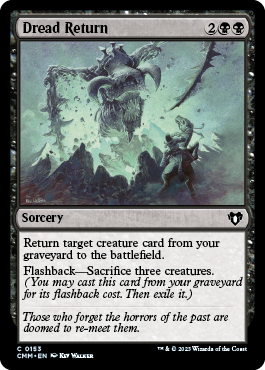 Dread Return 2
Sorcery
Return target creature card from your
graveyard to the battlefield.
Flashback—Sacrifice three creatures.
(You may cast this card from your graveyard
for its flashback cost. Then exile it.)
Those who forget the horrors of the past are
doomed to re-meet them.
C 0153
CMM • EN KEV WALKER
™ & © 2023 Wizards of the Coast